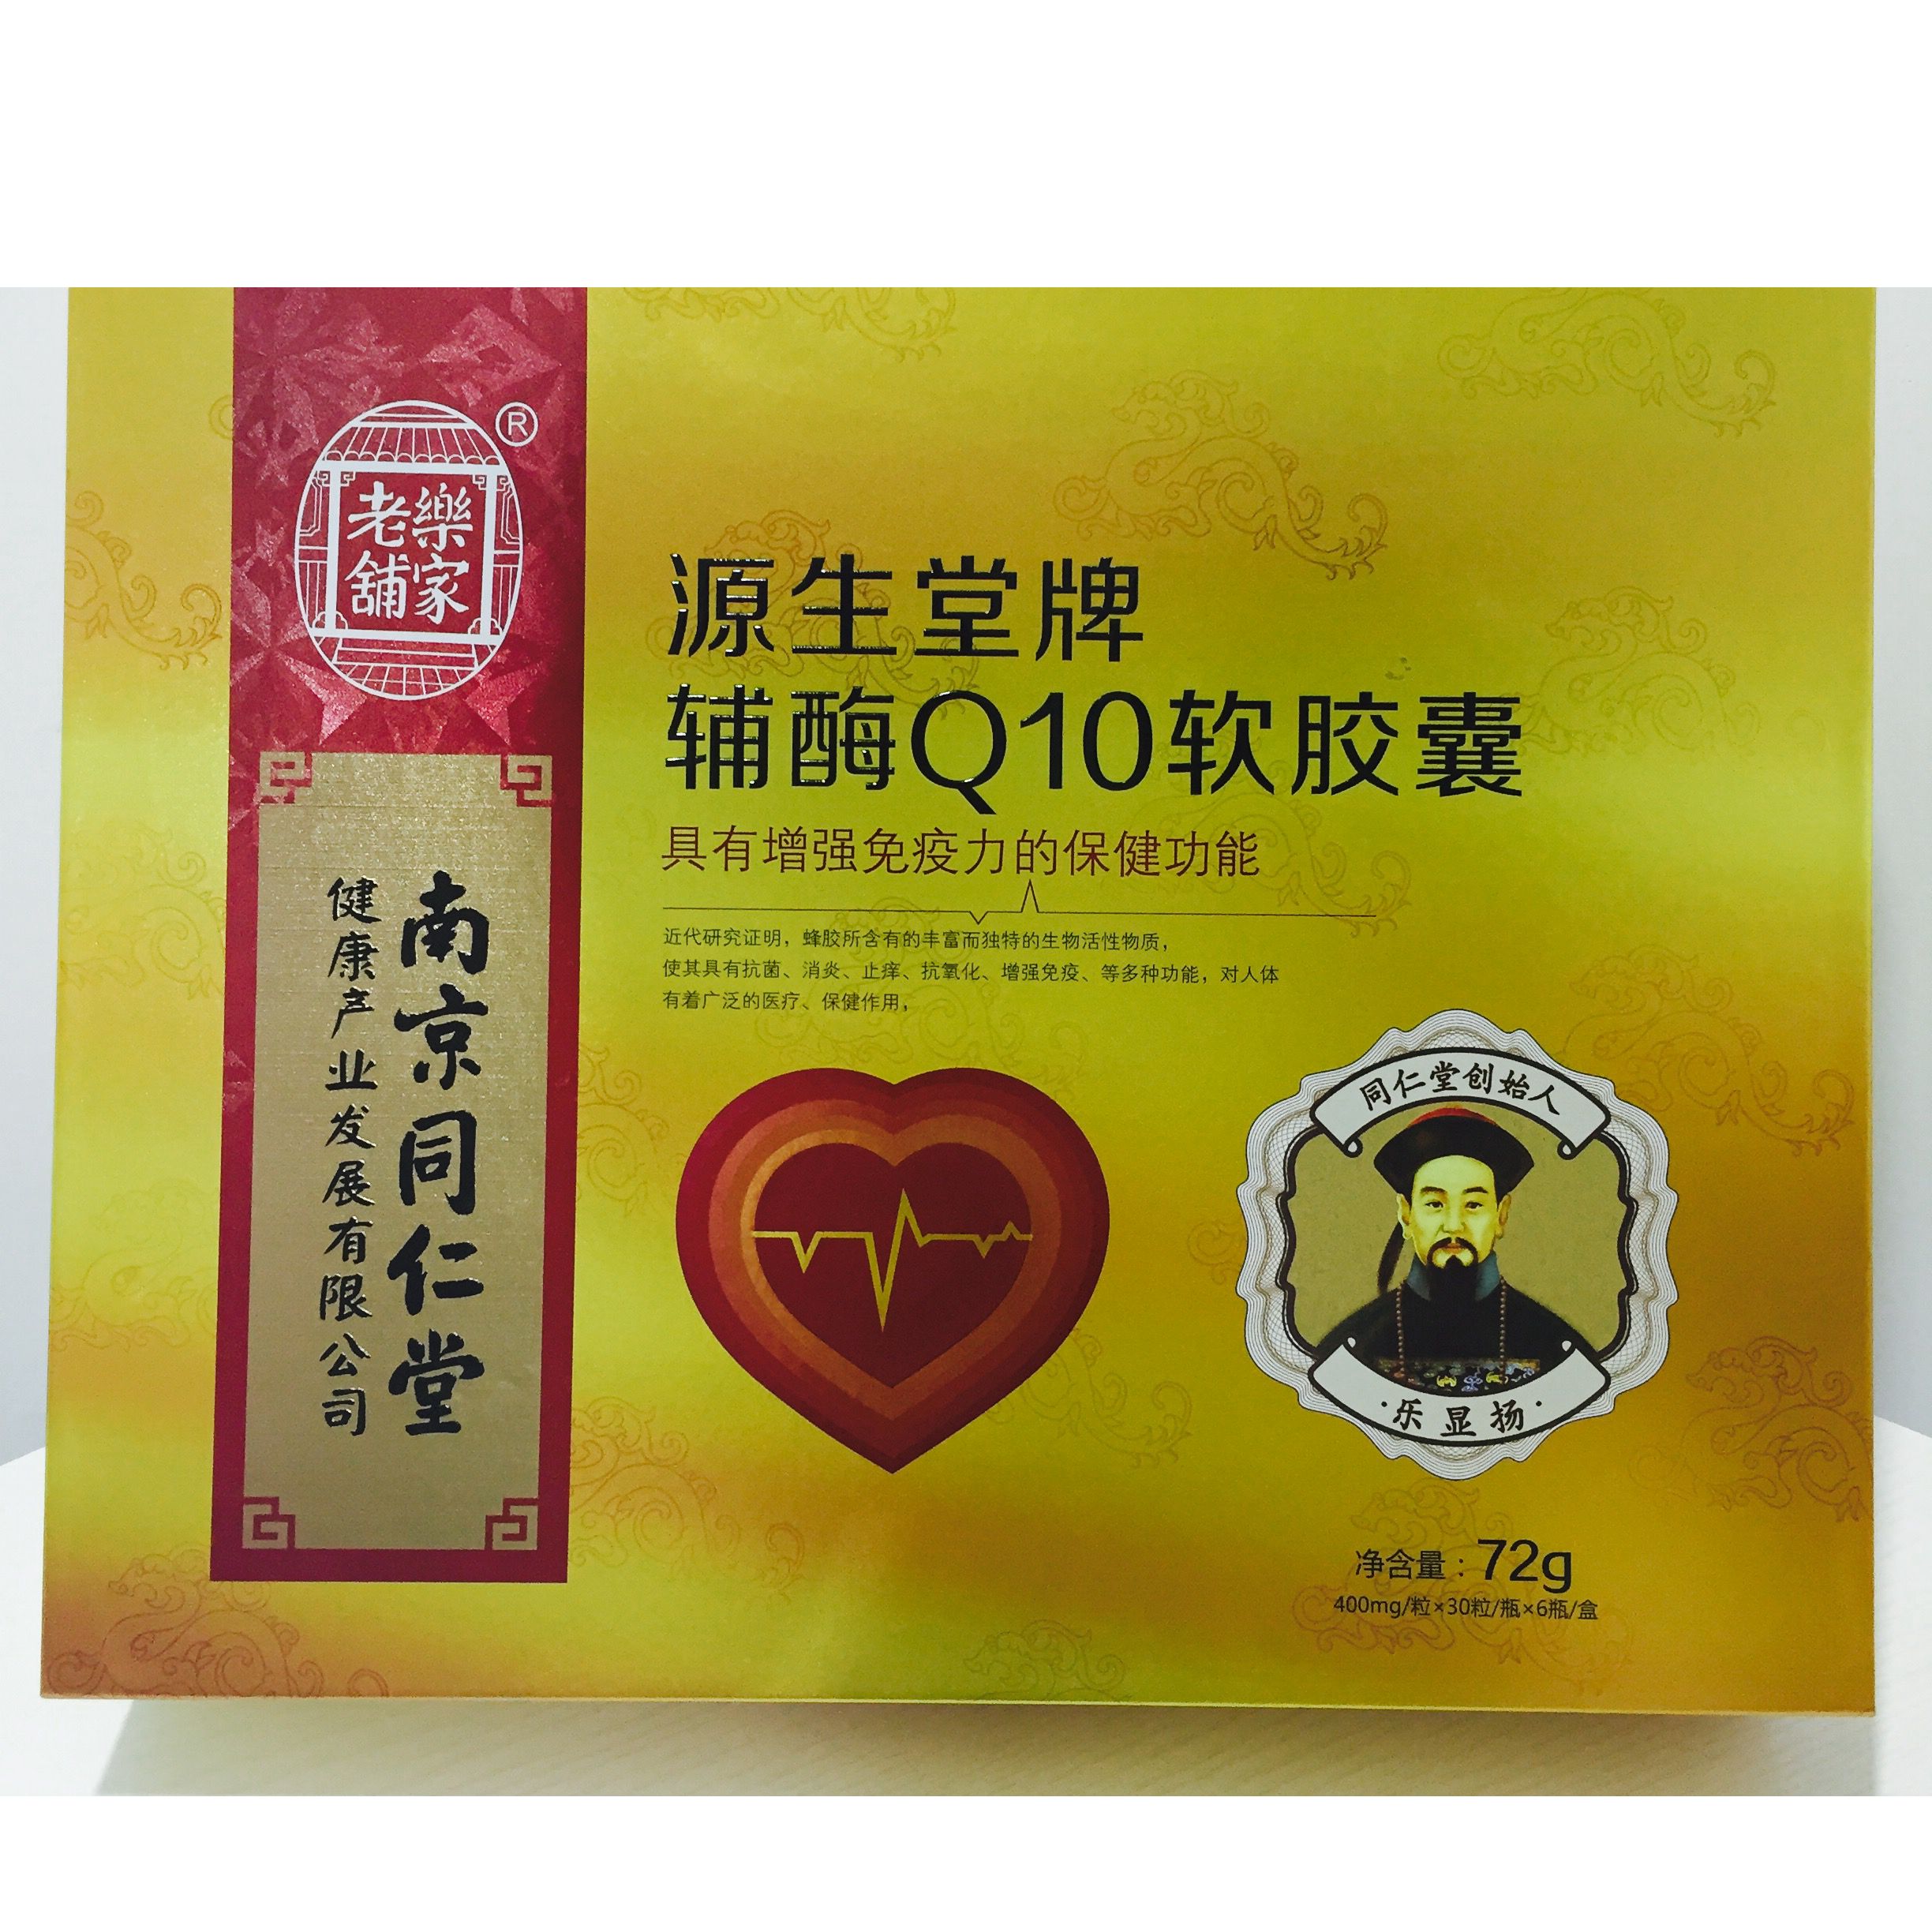 ®
樂家
老舖
南京同仁堂
健康产业发展有限公司
源生堂牌
辅酶Q10软胶囊
具有增强免疫力的保健功能
近代研究证明，蜂胶所含有的丰富而独特的生物活性物质，
使其具有抗菌、消炎、止痒、抗氧化、增强免疫、等多种功能，对人体
有着广泛的医疗、保健作用，
同仁堂创始人
·乐显扬·
净含量：72g
400mg/粒×30粒/瓶×6瓶/盒